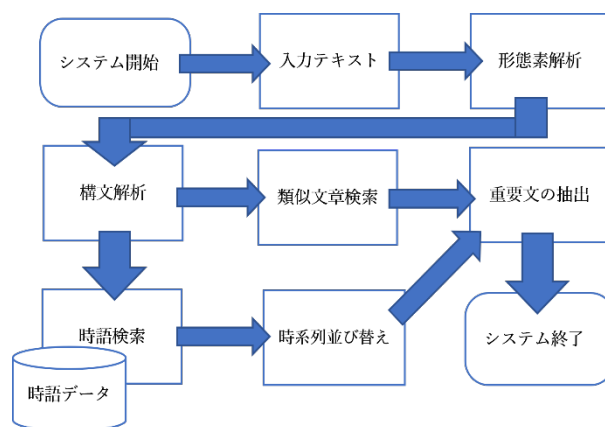 システム開始
入力テキスト
形態素解析
構文解析
類似文章検索
重要文の抽出
時語検索
時系列並び替え
システム終了
時語データ